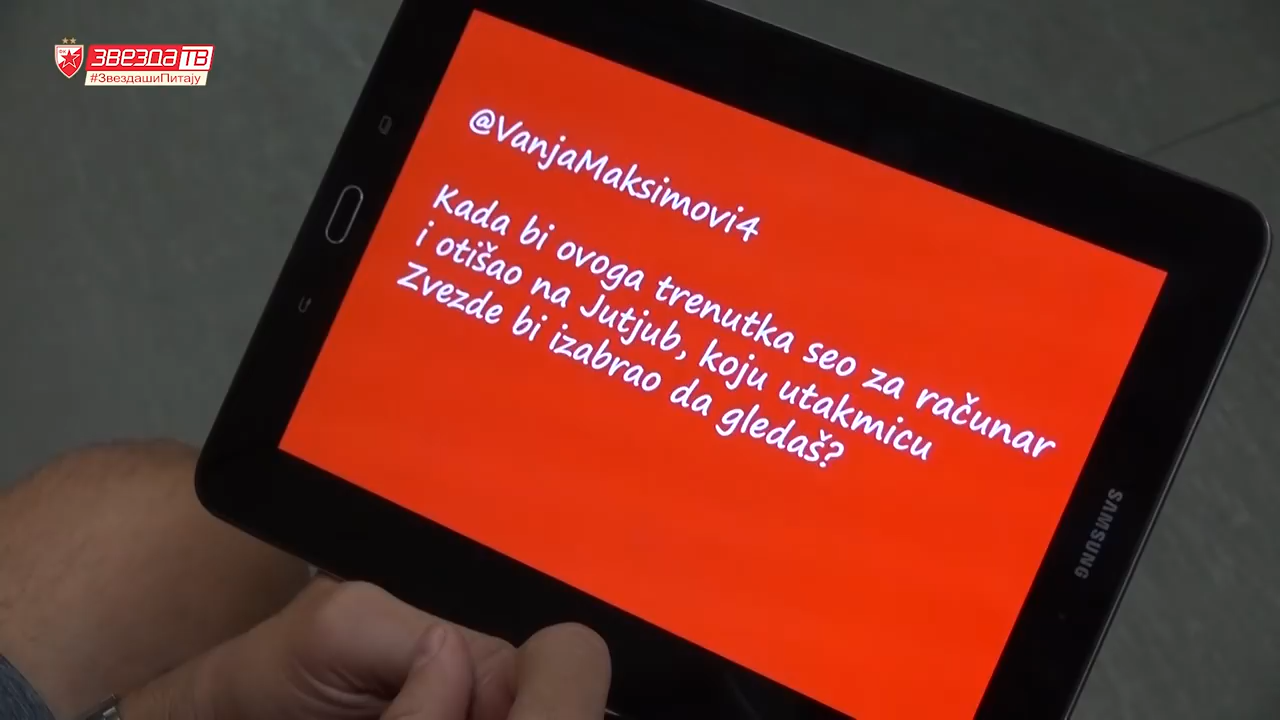 ЗВЕЗДА ТВ
#ЗвездашиПитају
@VanjaMaksimovi4
Kada bi ovoga trenutka seo za računar
i otišao na Jutjub, koju utakmicu
Zvezde bi izabrao da gledaš?
SAMSUNG